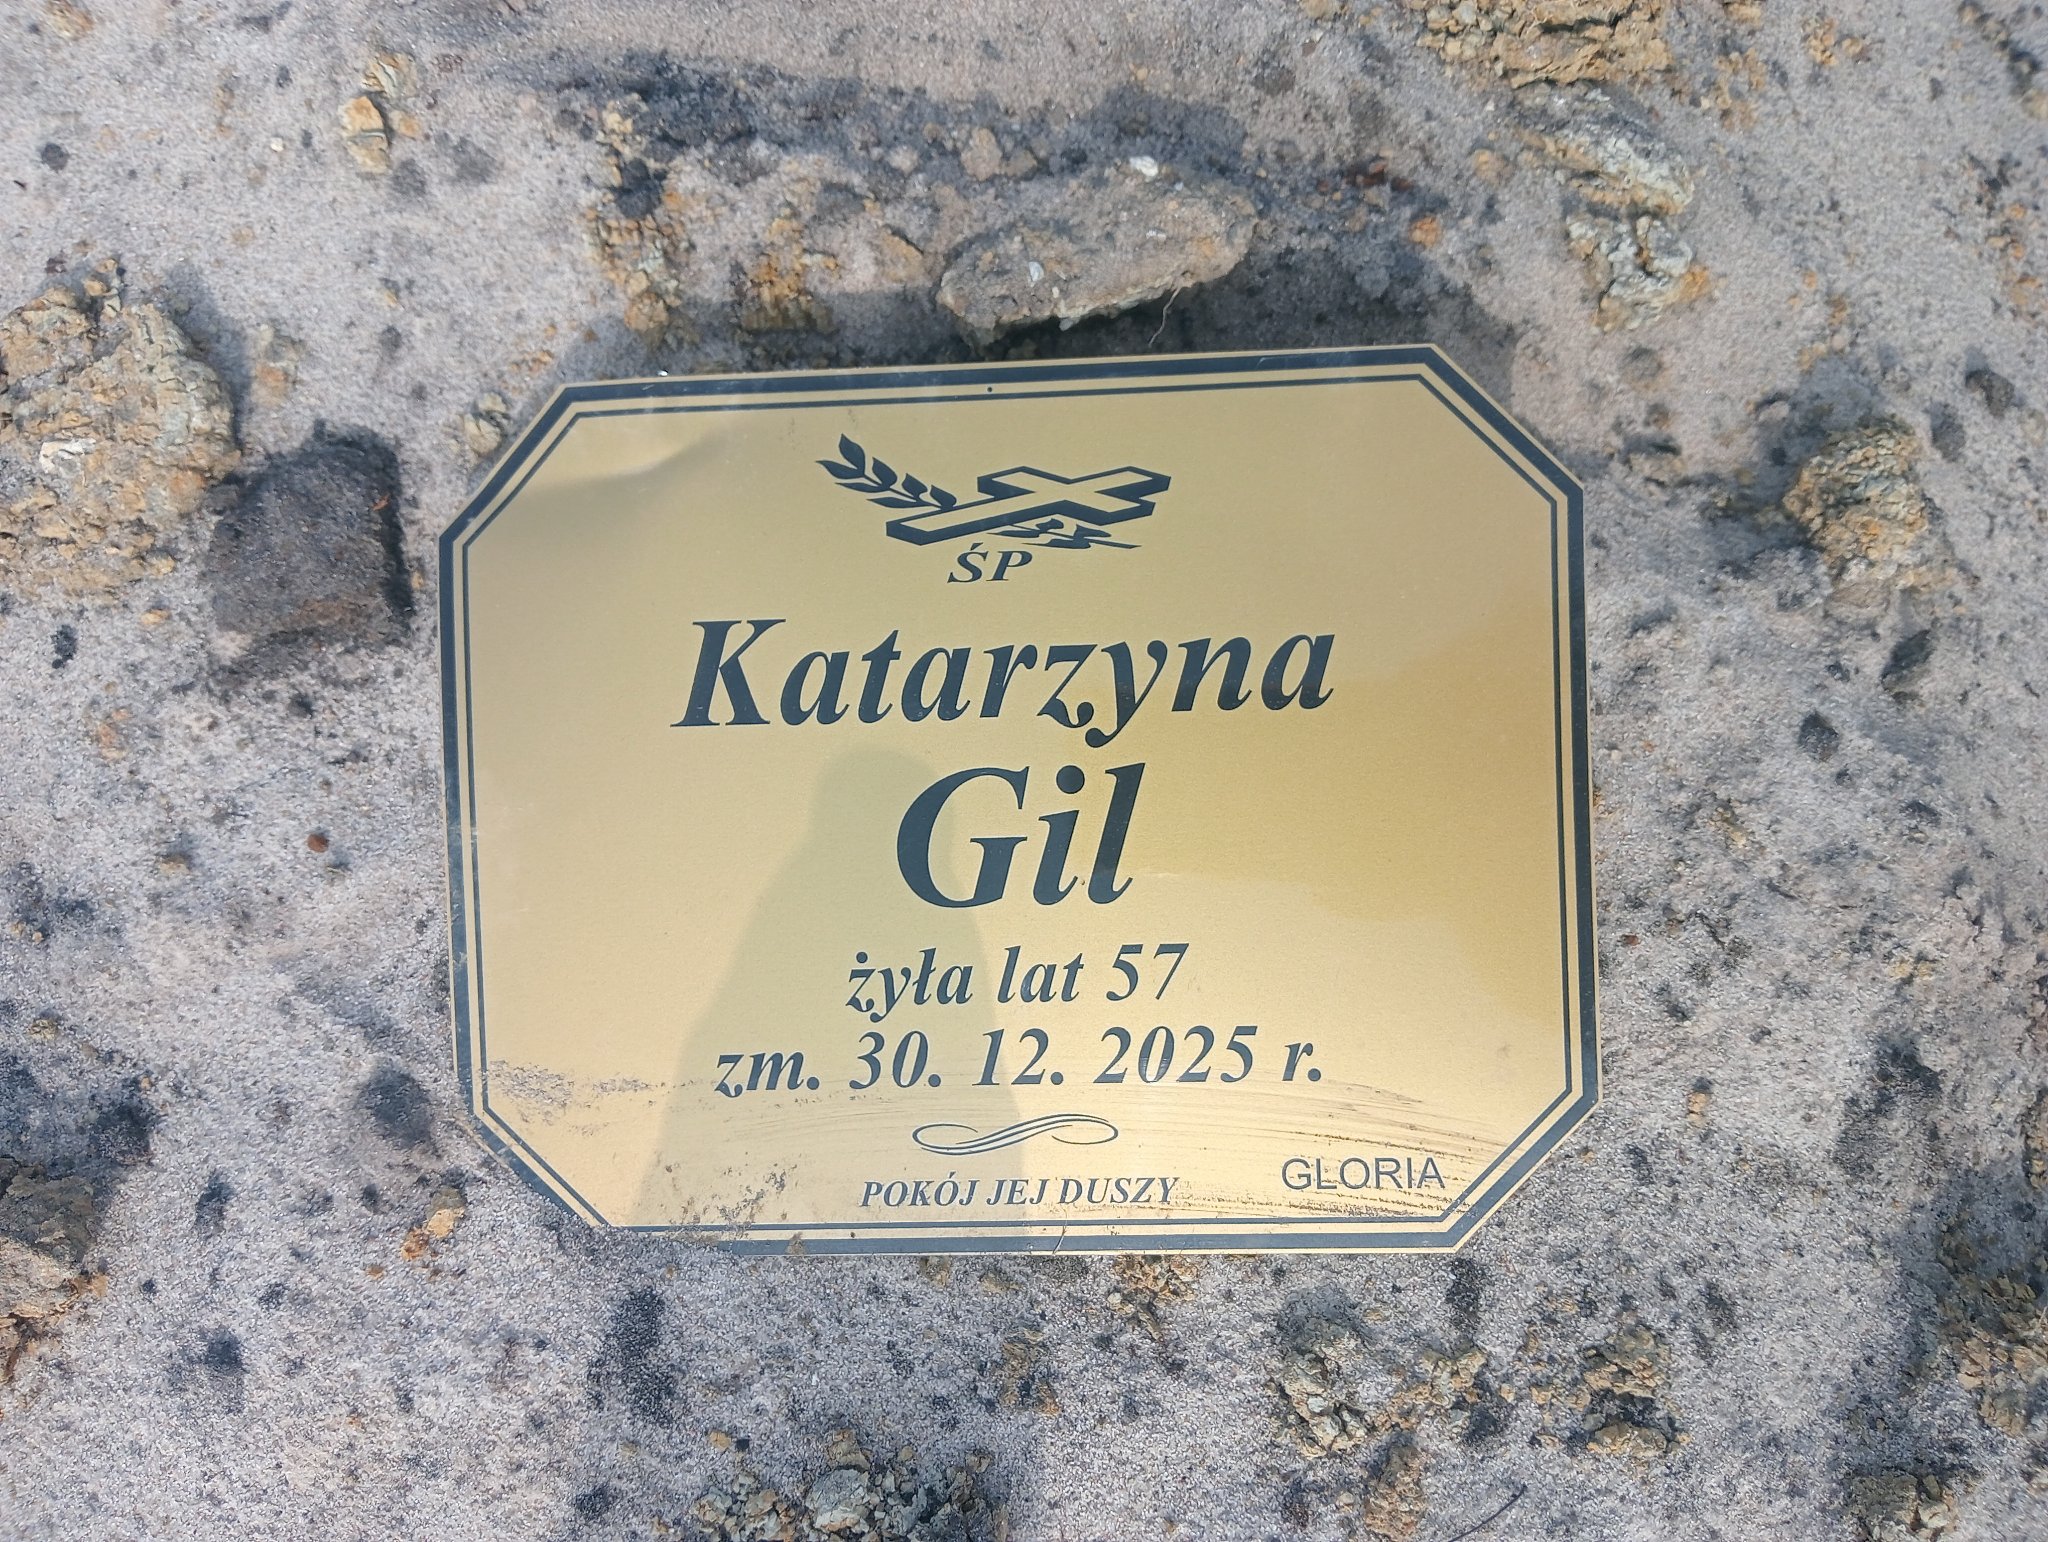 ŚP
Katarzyna
Gil
żyła lat 57
zm. 30. 12. 2025 r.
POKÓJ JEJ DUSZY
GLORIA